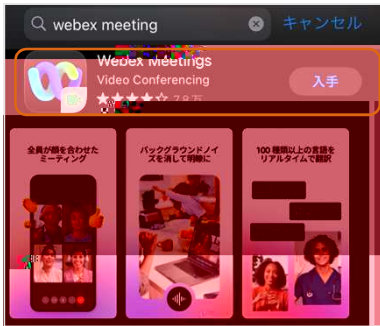 webex meeting
キャンセル
Webex Meetings
Video Conferencing
入手
7.8万
全員が顔を合わせた
ミーティング
バックグラウンドノイ
ズを消して明瞭に
100 種類以上の言語を
リアルタイムで翻訳